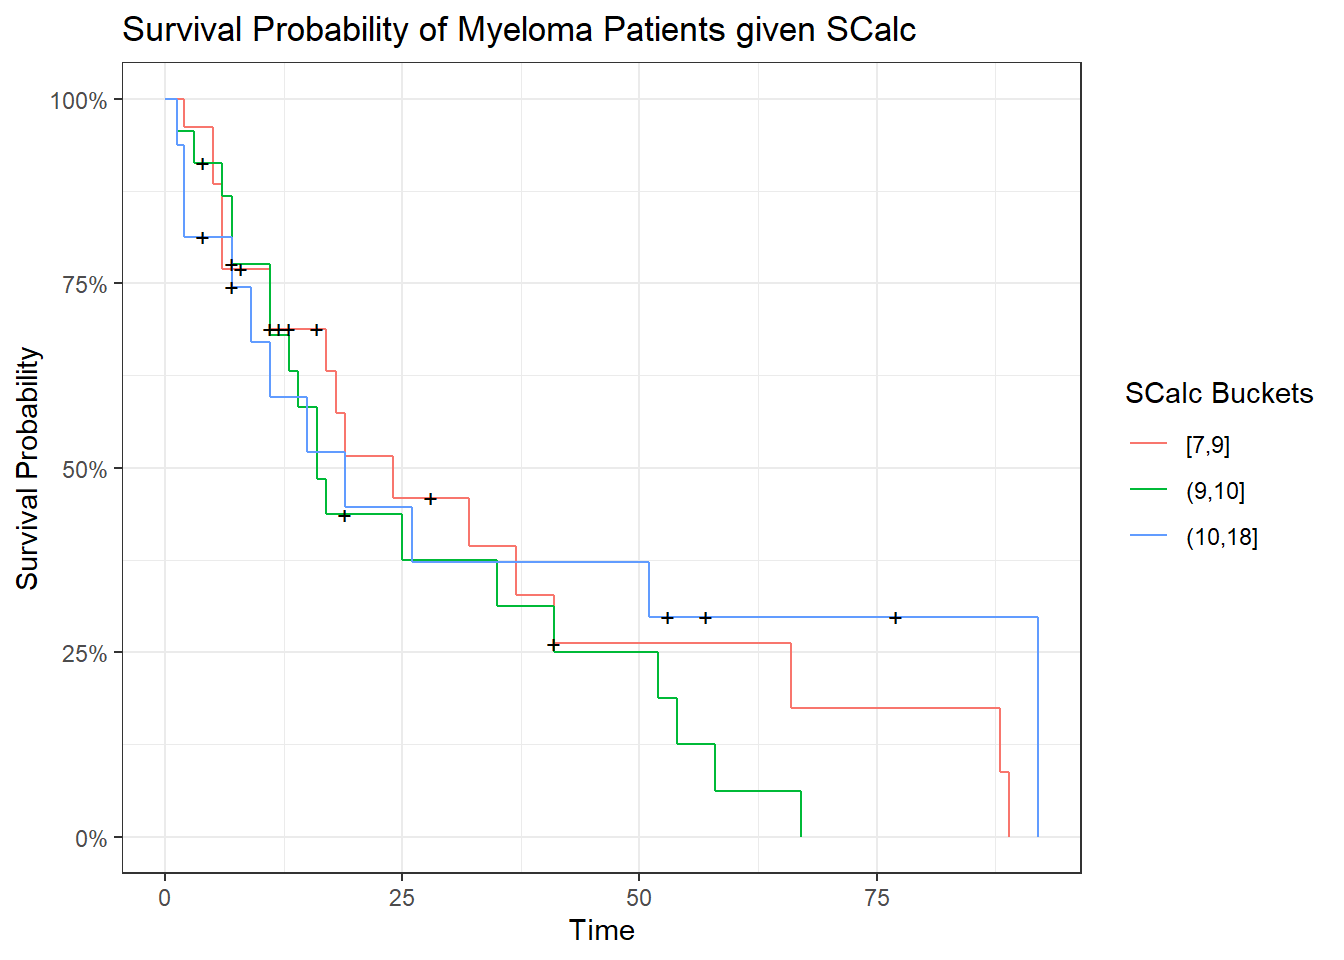 Survival Probability of Myeloma Patients given SCalc
100%
75%
50%
25%
0%
Survival Probability
0 25 50 75
Time
SCalc Buckets
[7,9]
(9,10]
(10,18]